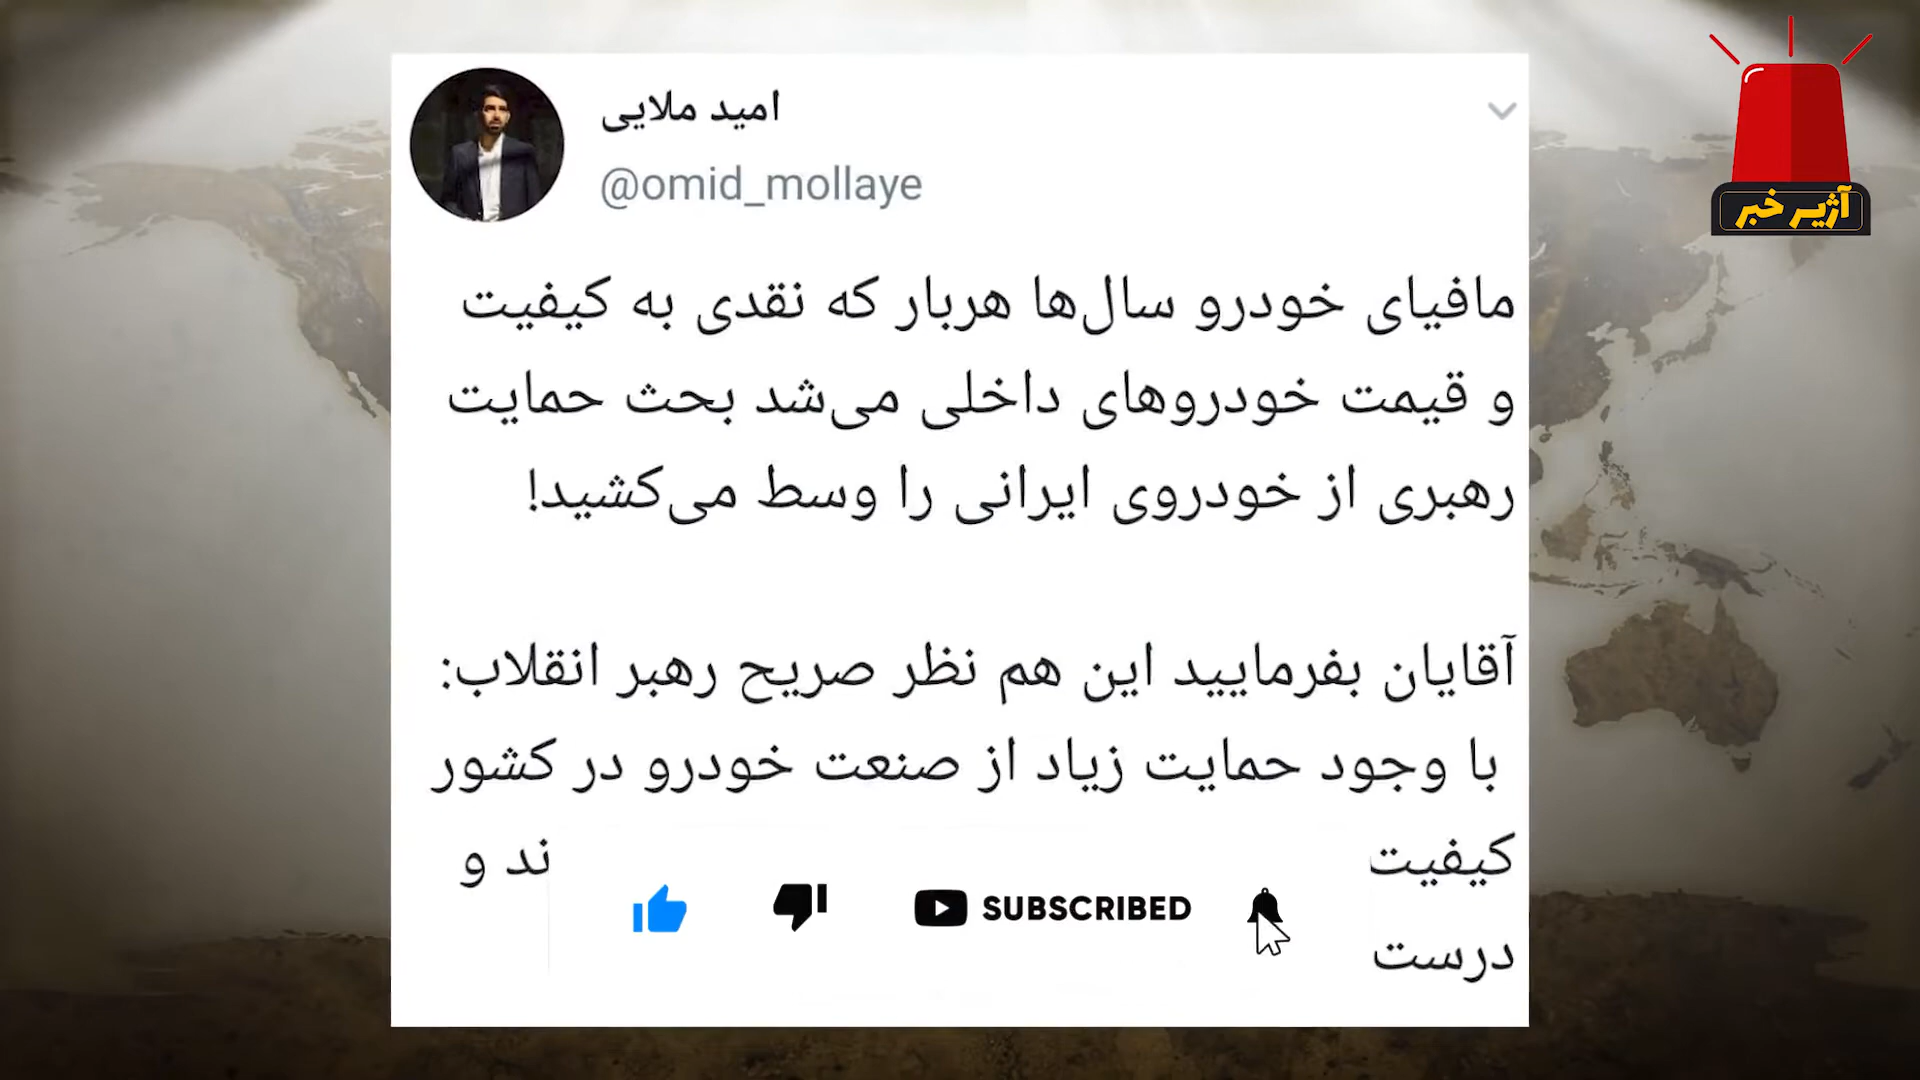 امید ملایی
@omid_mollaye
آژیر خبر
مافیای خودرو سال‌ها هربار که نقدی به کیفیت
و قیمت خودروهای داخلی می‌شد بحث حمایت
رهبری از خودروی ایرانی را وسط می‌کشید!
آقایان بفرمایید این هم نظر صریح رهبر انقلاب:
با وجود حمایت زیاد از صنعت خودرو در کشور
کیفیت ند و
SUBSCRIBED
درست